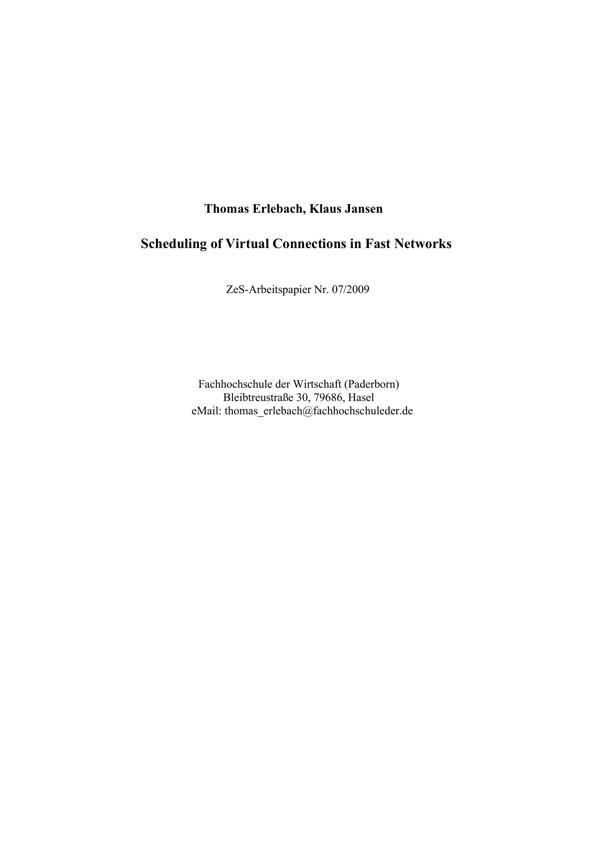 Thomas Erlebach, Klaus Jansen
Scheduling of Virtual Connections in Fast Networks
ZeS-Arbeitspapier Nr. 07/2009
Fachhochschule der Wirtschaft (Paderborn)
Bleibtreustraße 30, 79686, Hasel
eMail: thomas_erlebach@fachhochschuleder.de